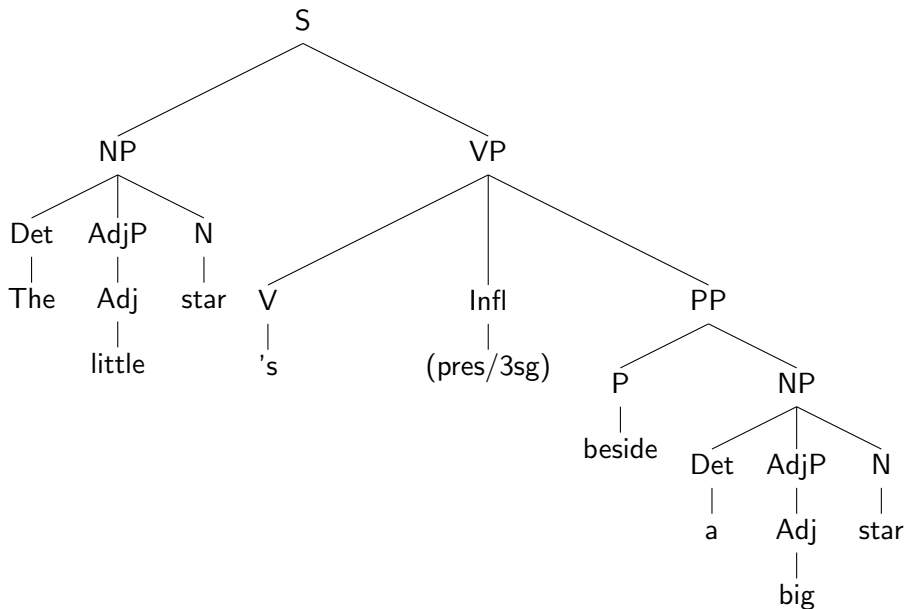 S
NP VP
Det AdjP N
The Adj star V Infl PP
little 's (pres/3sg)
P NP
beside
Det AdjP N
a Adj star
big